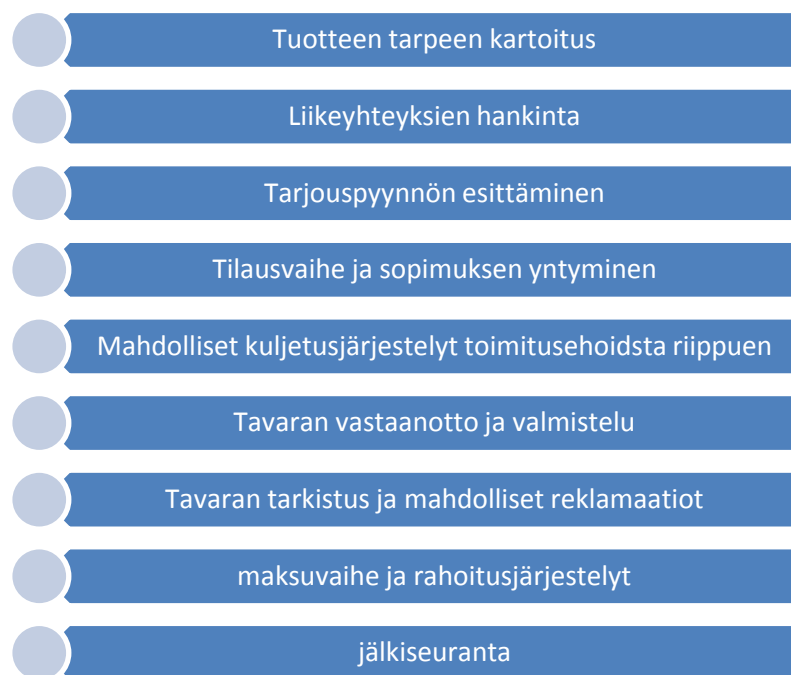 Tuotteen tarpeen kartoitus
Liikeyhteyksien hankinta
Tarjouspyynnön esittäminen
Tilausvaihe ja sopimuksen yntyminen
Mahdolliset kuljetusjärjestelyt toimitusehoidsta riippuen
Tavaran vastaanotto ja valmistelu
Tavaran tarkistus ja mahdolliset reklamaatiot
maksuvaihe ja rahoitusjärjestelyt
jälkiseuranta